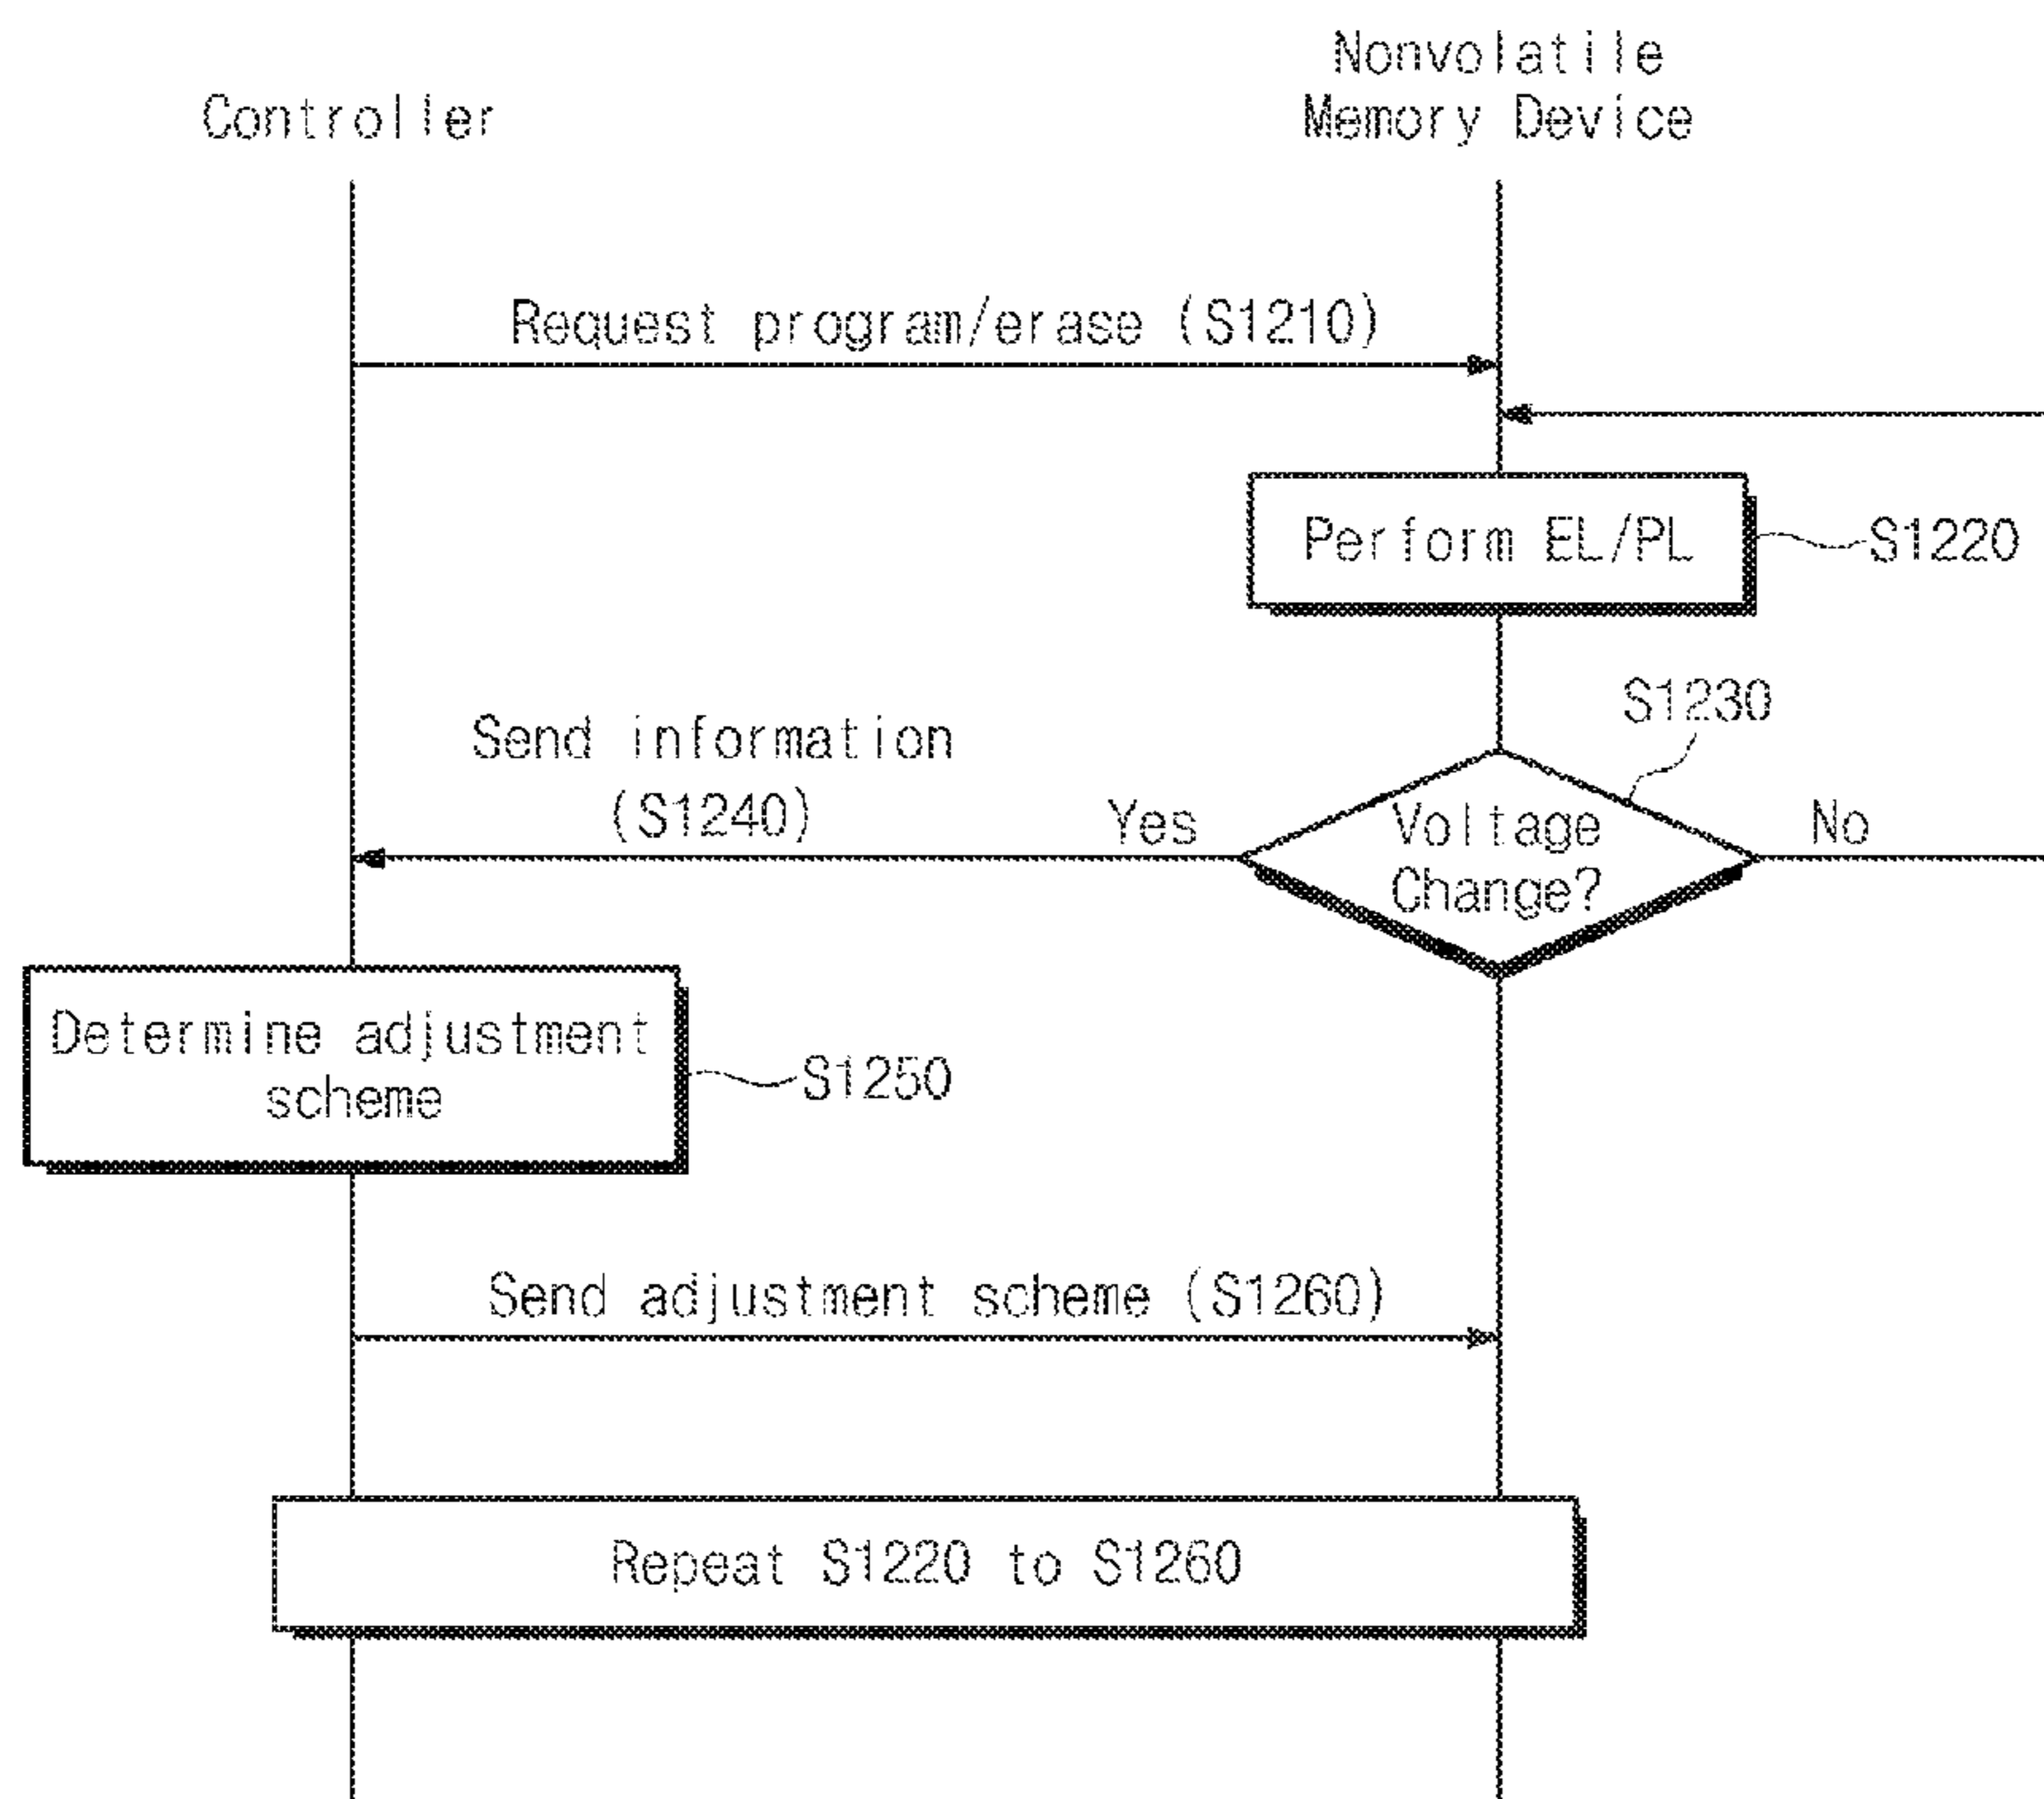 Controller
Nonvolatile
Memory Device
Request program/erase (S1210)
Perform EL/PL
S1220
S1230
Send information
(S1240)
Yes
Voltage
Change?
No
Determine adjustment
scheme
S1250
Send adjustment scheme (S1260)
Repeat S1220 to S1260